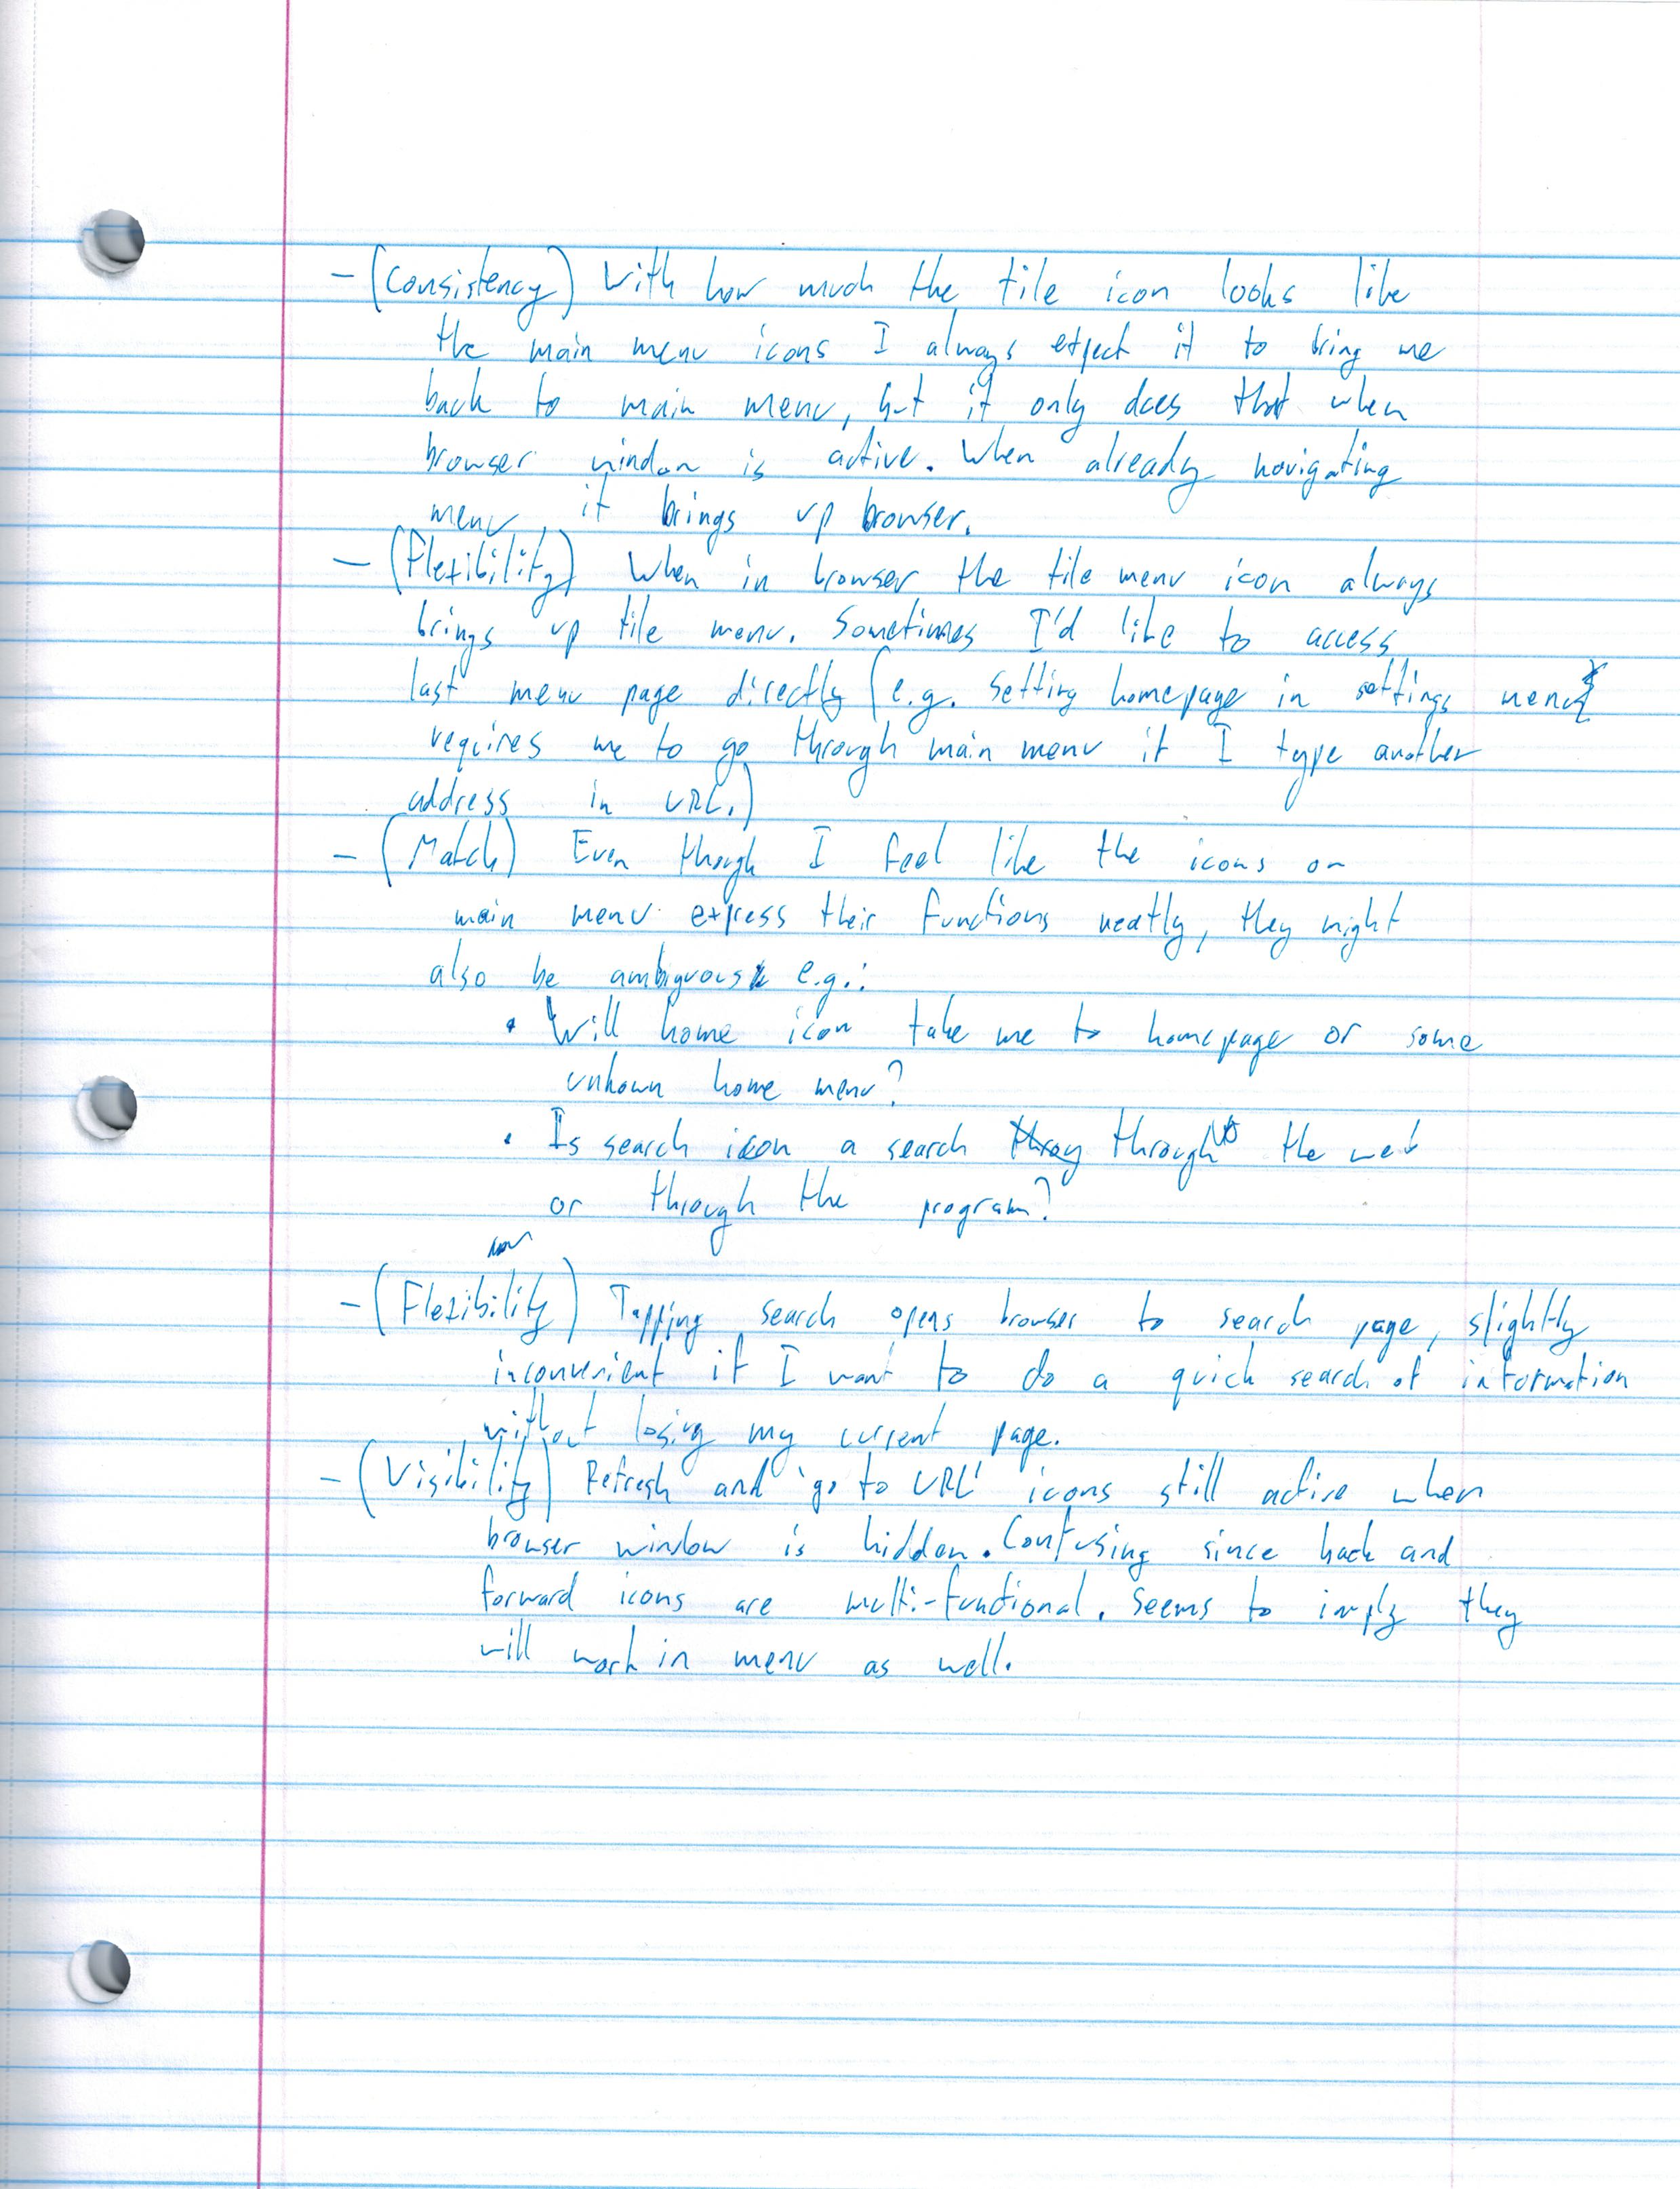 - (Consistency) With how much the tile icon looks like
the main menu icons I always expect it to bring me
back to main menu, but it only does that when
browser window is active. When already navigating
menu, it brings up browser.
- (Flexibility) When in browser the tile menu icon always
brings up tile menu. Sometimes I'd like to access
last menu page directly (e.g. setting homepage in settings menu
requires me to go through main menu if I type another
address in URL.)
- (Match) Even though I feel like the icons on
main menu express their functions neatly, they might
also be ambiguous e.g.:
• Will home icon take me to homepage or some
unkown home menu?
• Is search icon a search through the web
or through the program?
- (Flexibility) Tapping search opens browser to search page, slightly
inconvenient if I want to do a quick search of information
without losing my current page.
- (Visibility) Refresh and 'go to URL' icons still active when
browser window is hidden. Confusing since back and
forward icons are multi-functional. Seems to imply they
will work in menu as well.